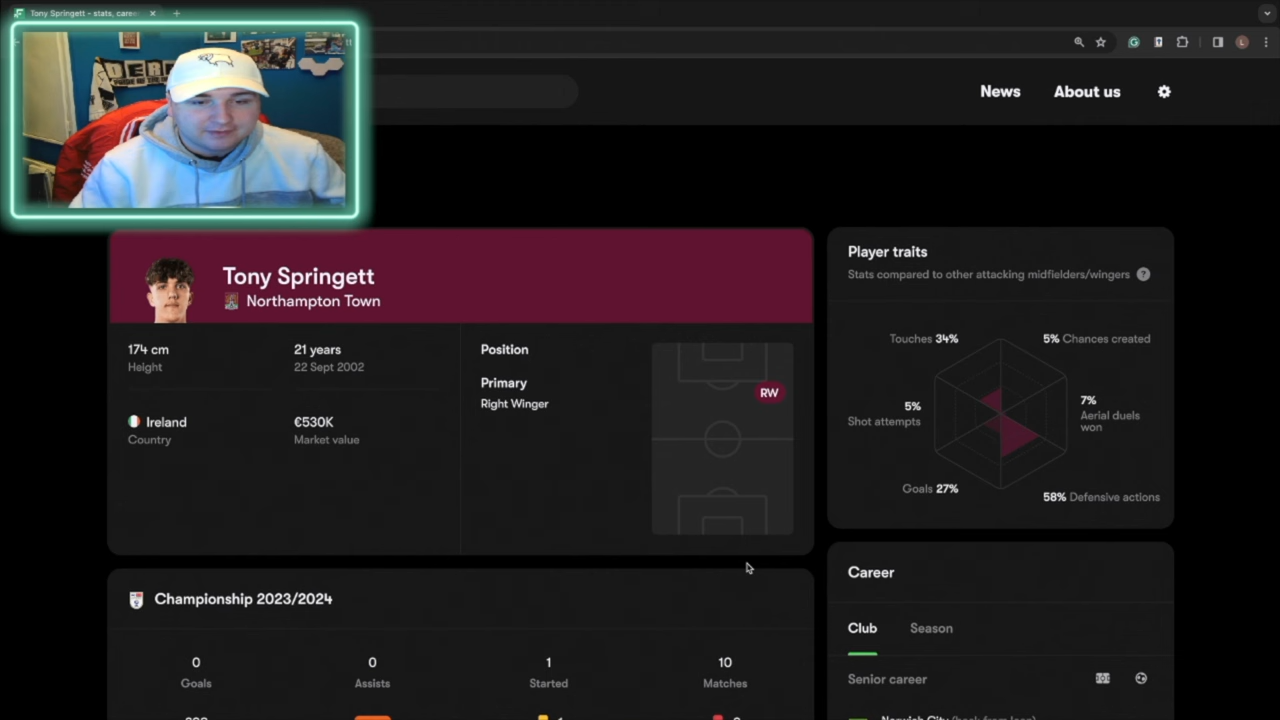 Tony Springett - stats, caree
DER
News
About us
Tony Springett
Northampton Town
174 cm
Height
21 years
22 Sept 2002
Ireland
Country
€530K
Market value
Position
Primary
Right Winger
RW
Player traits
Stats compared to other attacking midfielders/wingers ?
Touches 34%
5% Chances created
5%
Shot attempts
7%
Aerial duels
won
Goals 27%
58% Defensive actions
Championship 2023/2024
0
Goals
0
Assists
1
Started
10
Matches
Career
Club
Season
Senior career